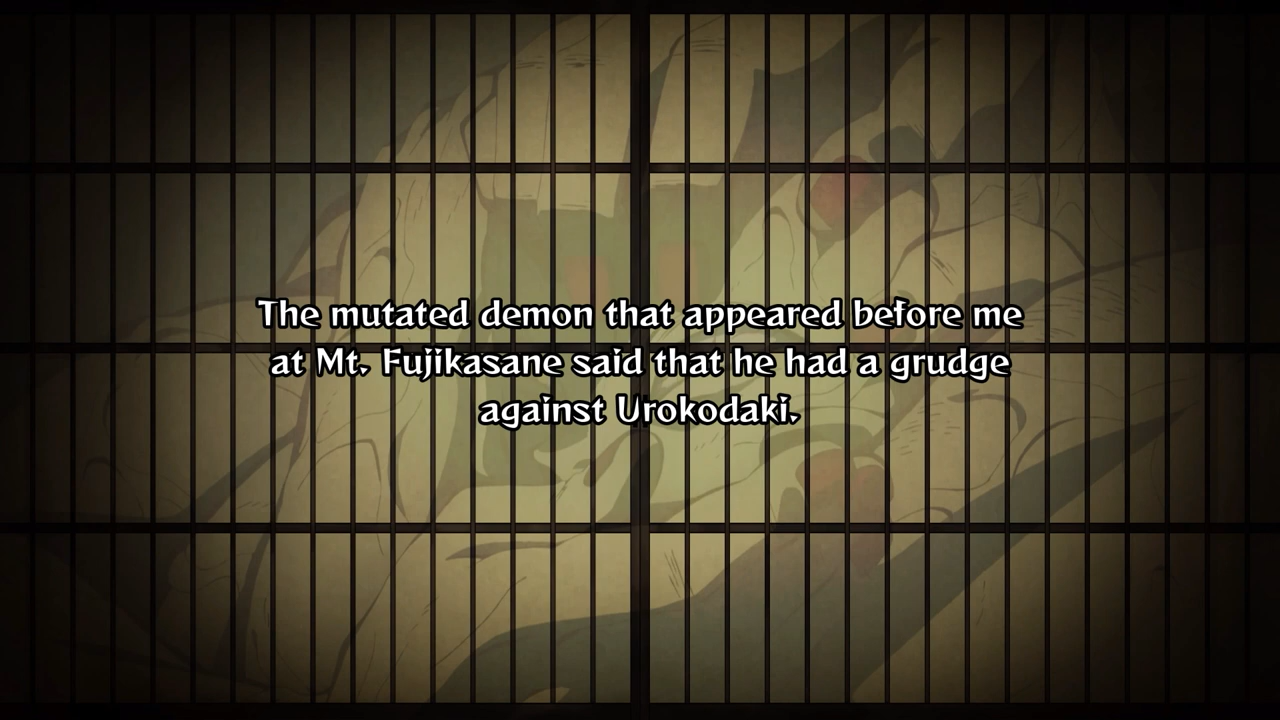 The mutated demon that appeared before me
at Mt. Fujikasane said that he had a grudge
against Urokodaki.